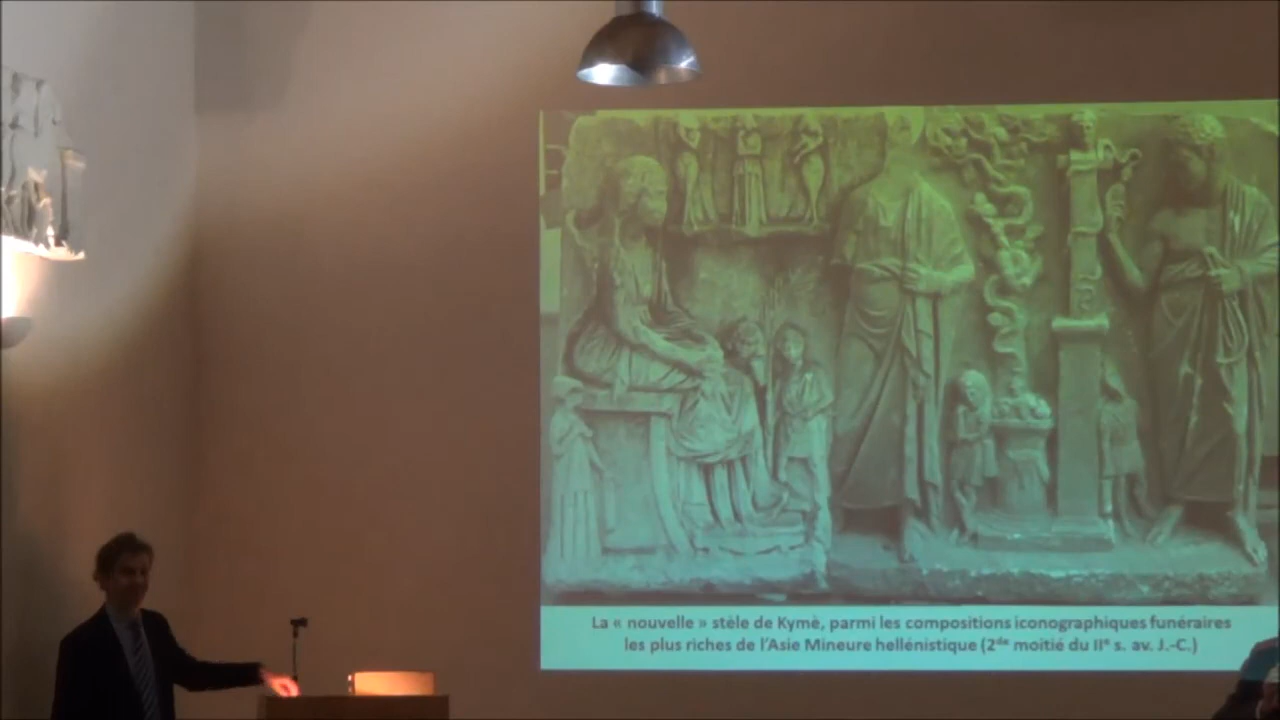 La « nouvelle » stèle de Kymè, parmi les compositions iconographiques funéraires
les plus riches de l'Asie Mineure hellénistique (2de moitié du IIe s. av. J.-C.)